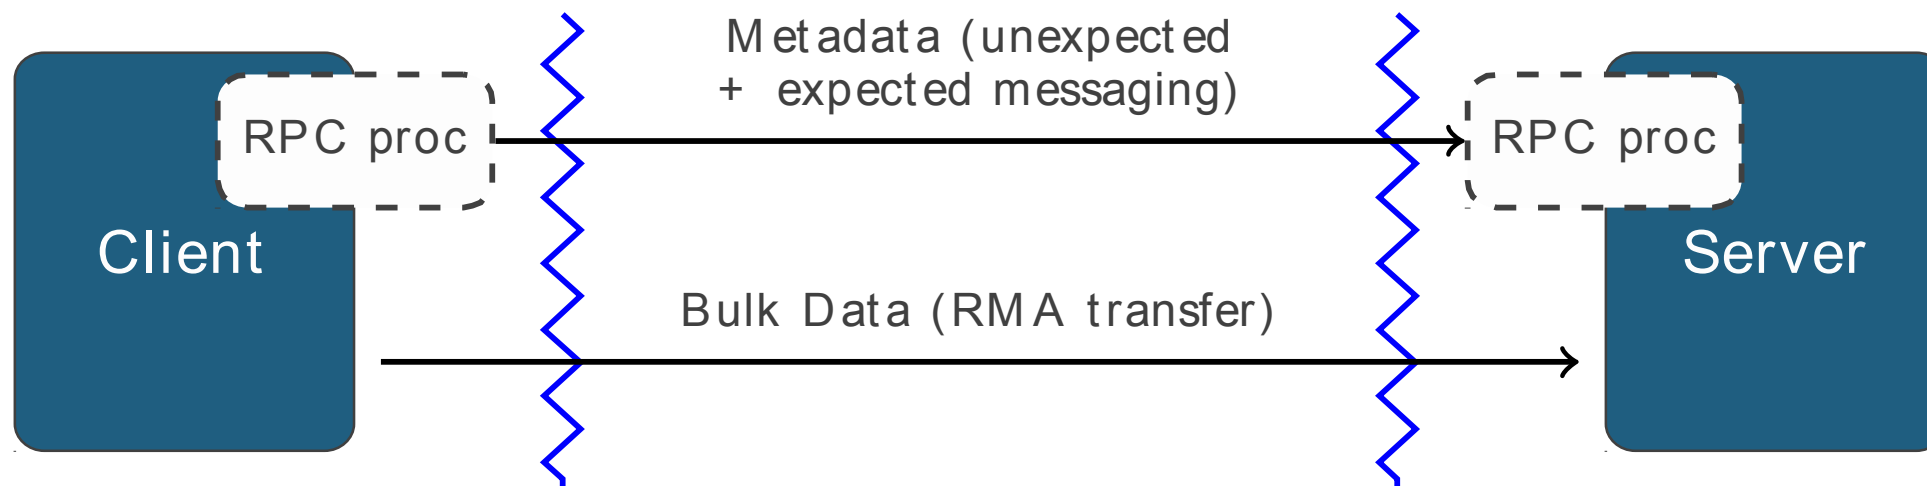 Metadata (unexpected
+ expected messaging)
RPC proc
RPC proc
Client
Server
Bulk Data (RMA transfer)